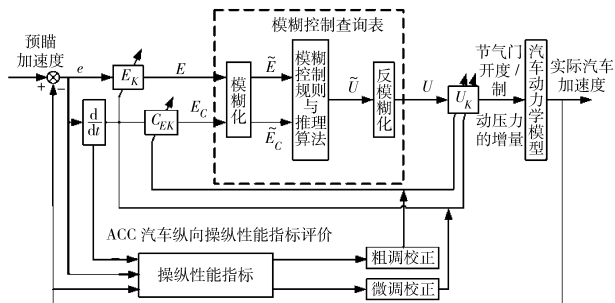 模糊控制查询表
预瞄
加速度
+
−
e
E_K
E
d/dt
C_EK
E_C
模糊化
Ẽ
Ẽ_C
模糊控制规则与推理算法
Ũ
反模糊化
U
U_K
节气门
开度/
制
动压力
的增量
汽车动力学模型
实际汽车
加速度
ACC 汽车纵向操纵性能指标评价
操纵性能指标
粗调校正
微调校正